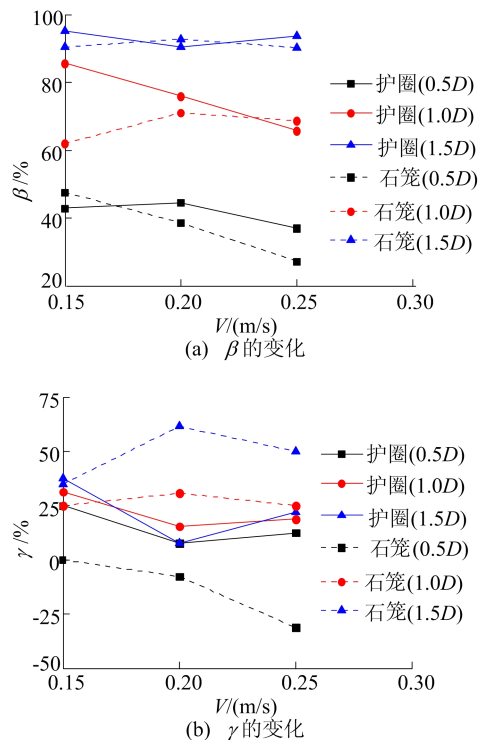 100
80
60
40
20
β/%
0.15
0.20
0.25
0.30
V/(m/s)
护圈(0.5D)
护圈(1.0D)
护圈(1.5D)
石笼(0.5D)
石笼(1.0D)
石笼(1.5D)
(a) β的变化
75
50
25
0
-25
-50
γ/%
0.15
0.20
0.25
0.30
V/(m/s)
护圈(0.5D)
护圈(1.0D)
护圈(1.5D)
石笼(0.5D)
石笼(1.0D)
石笼(1.5D)
(b) γ的变化